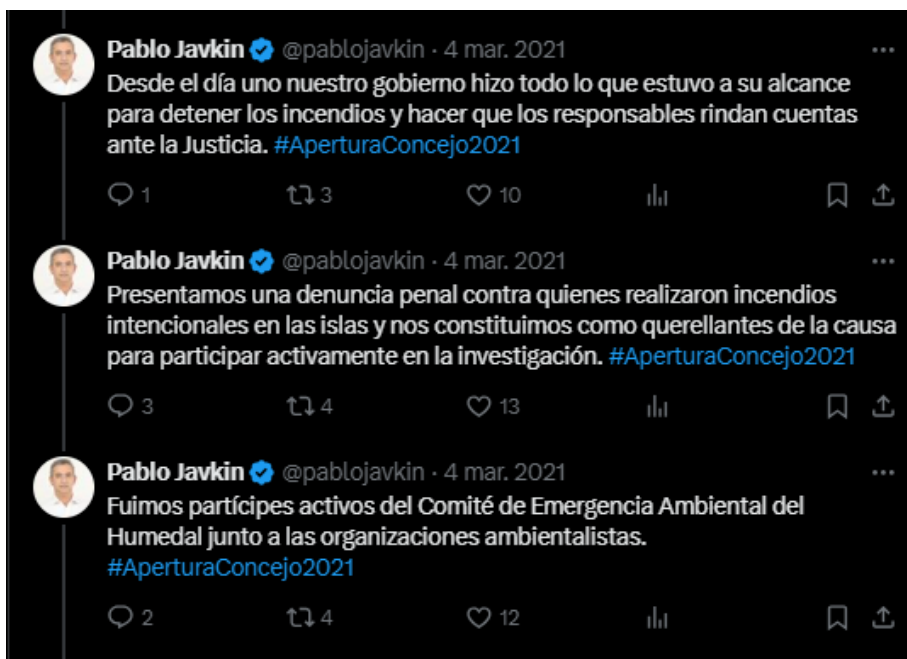 Pablo Javkin @pablojavkin · 4 mar. 2021
Desde el día uno nuestro gobierno hizo todo lo que estuvo a su alcance
para detener los incendios y hacer que los responsables rindan cuentas
ante la Justicia. #AperturaConcejo2021
1 3 10
Pablo Javkin @pablojavkin · 4 mar. 2021
Presentamos una denuncia penal contra quienes realizaron incendios
intencionales en las islas y nos constituimos como querellantes de la causa
para participar activamente en la investigación. #AperturaConcejo2021
3 4 13
Pablo Javkin @pablojavkin · 4 mar. 2021
Fuimos partícipes activos del Comité de Emergencia Ambiental del
Humedal junto a las organizaciones ambientalistas.
#AperturaConcejo2021
2 4 12